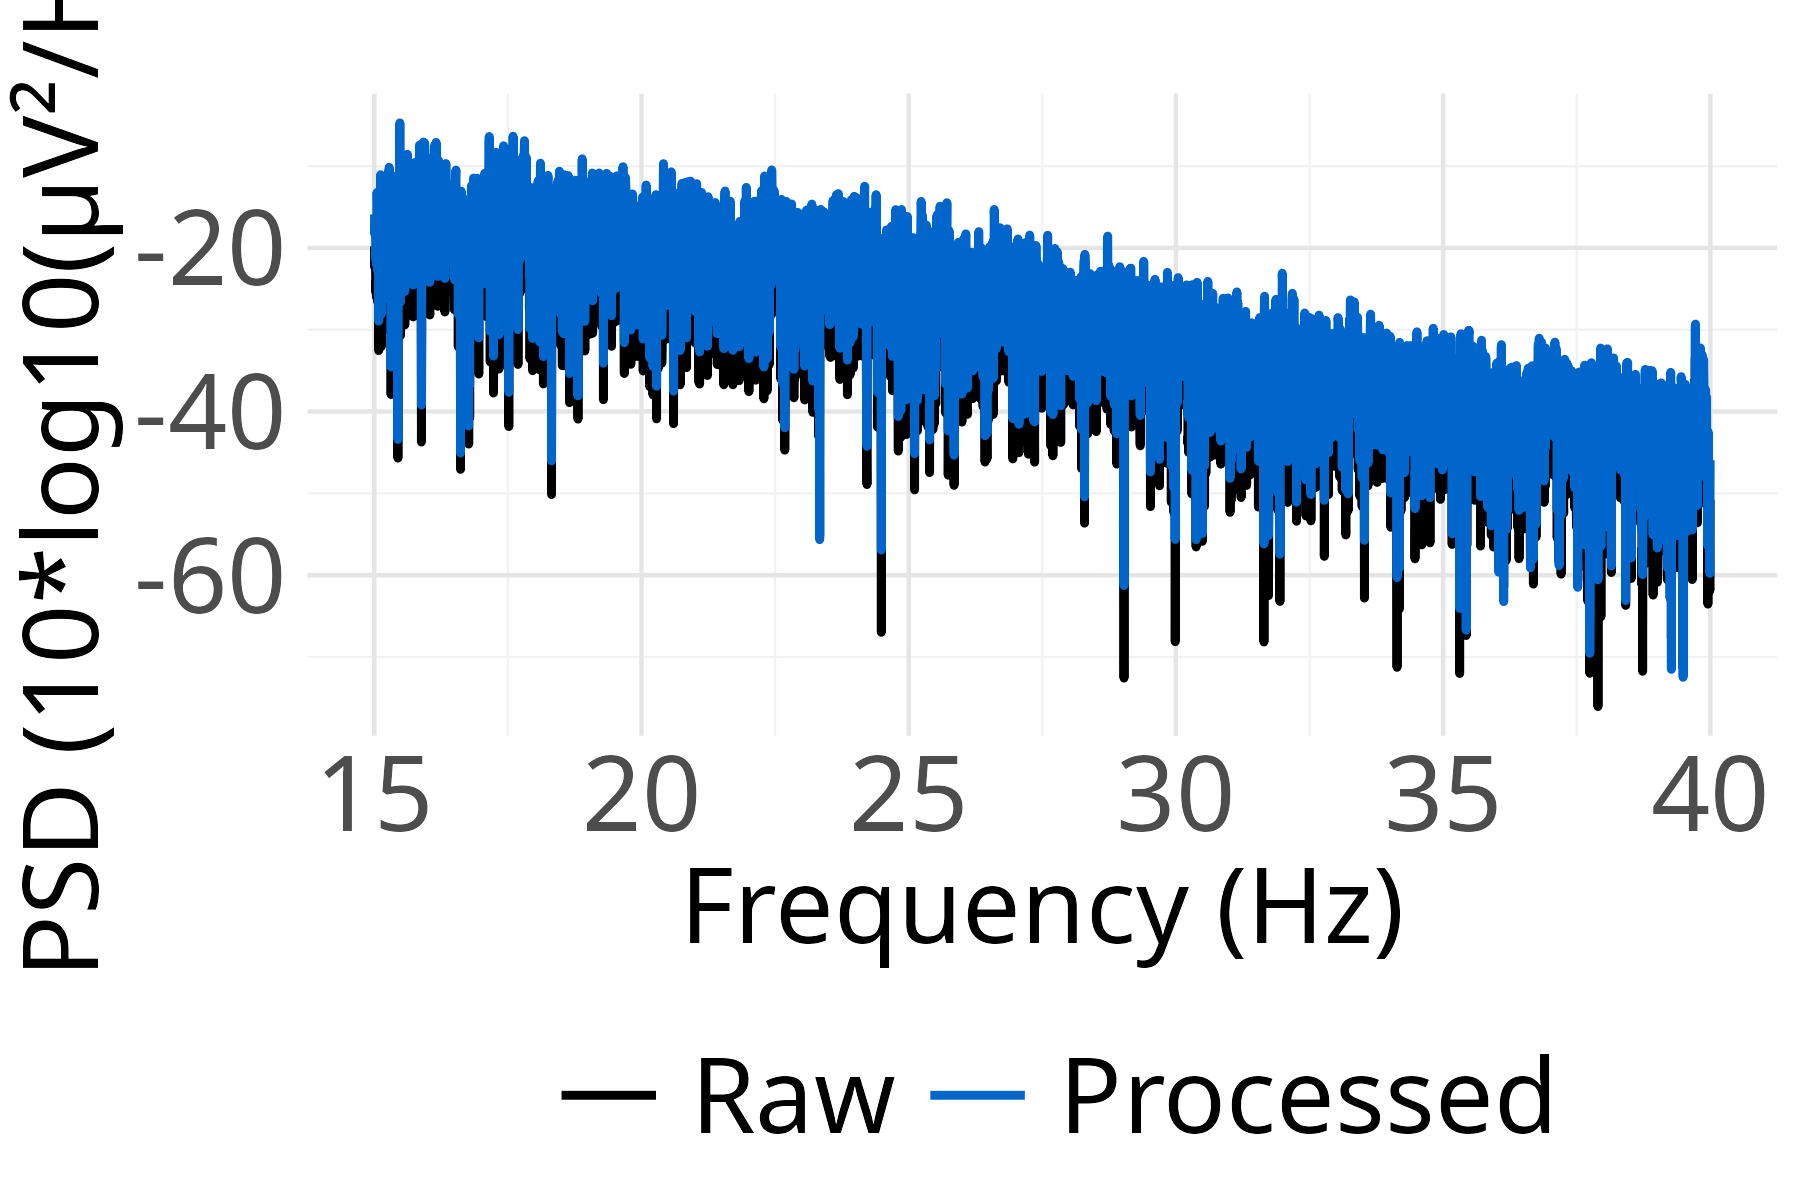 PSD (10*log10(µV²/H
-20
-40
-60
15 20 25 30 35 40
Frequency (Hz)
Raw Processed